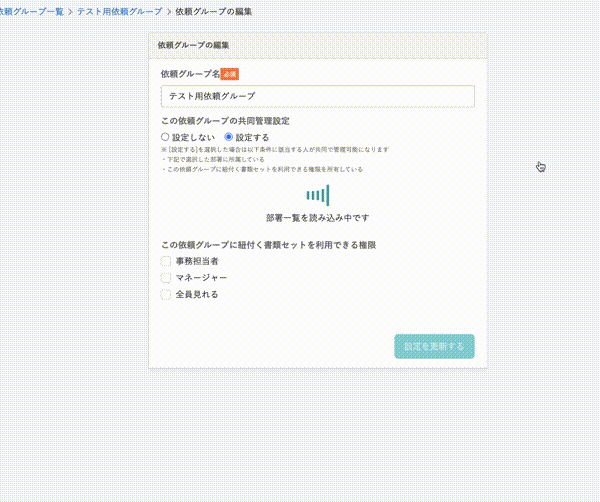 依頼グループ一覧 > テスト用依頼グループ > 依頼グループの編集
依頼グループの編集
依頼グループ名 必須
テスト用依頼グループ
この依頼グループの共同管理設定
設定しない 設定する
※ [設定する]を選択した場合は以下条件に該当する人が共同で管理可能になります
・下記で選択した部署に所属している
・この依頼グループに紐付く書類セットを利用できる権限を所有している
部署一覧を読み込み中です
この依頼グループに紐付く書類セットを利用できる権限
事務担当者
マネージャー
全員見れる
設定を更新する